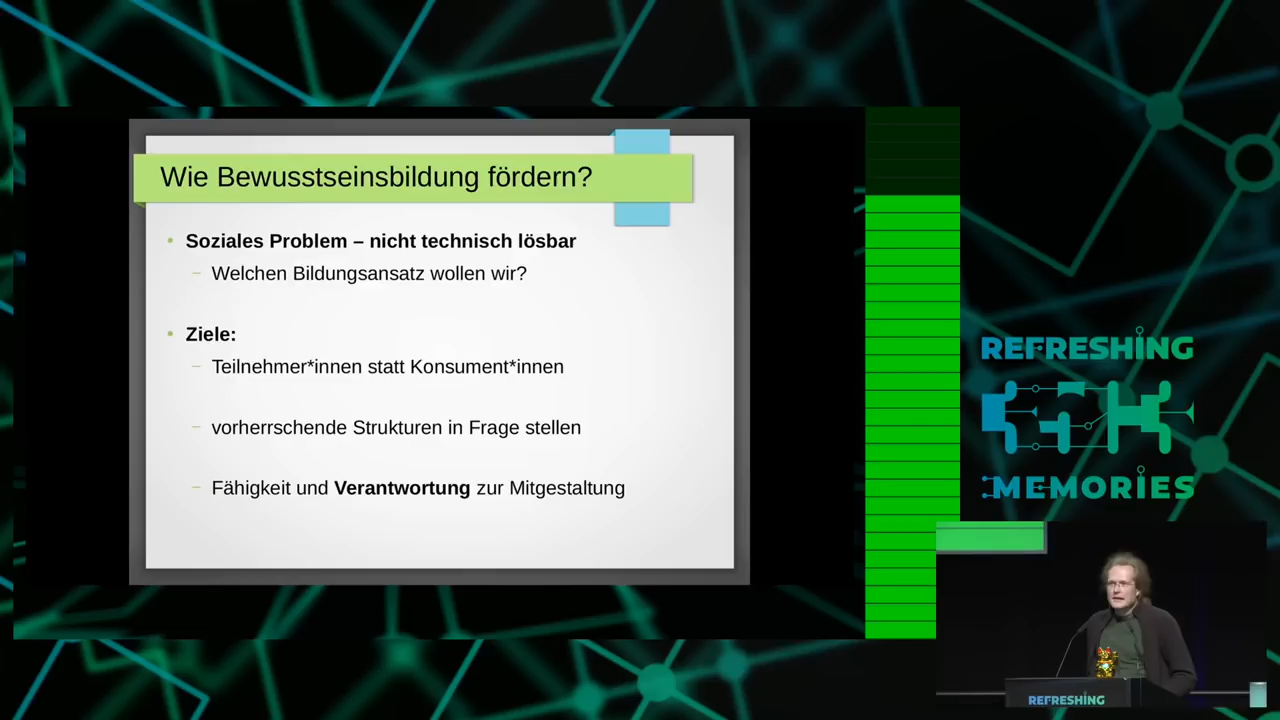 Wie Bewusstseinsbildung fördern?
Soziales Problem – nicht technisch lösbar
Welchen Bildungsansatz wollen wir?
Ziele:
Teilnehmer*innen statt Konsument*innen
vorherrschende Strukturen in Frage stellen
Fähigkeit und Verantwortung zur Mitgestaltung
REFRESHING
MEMORIES
REFRESHING